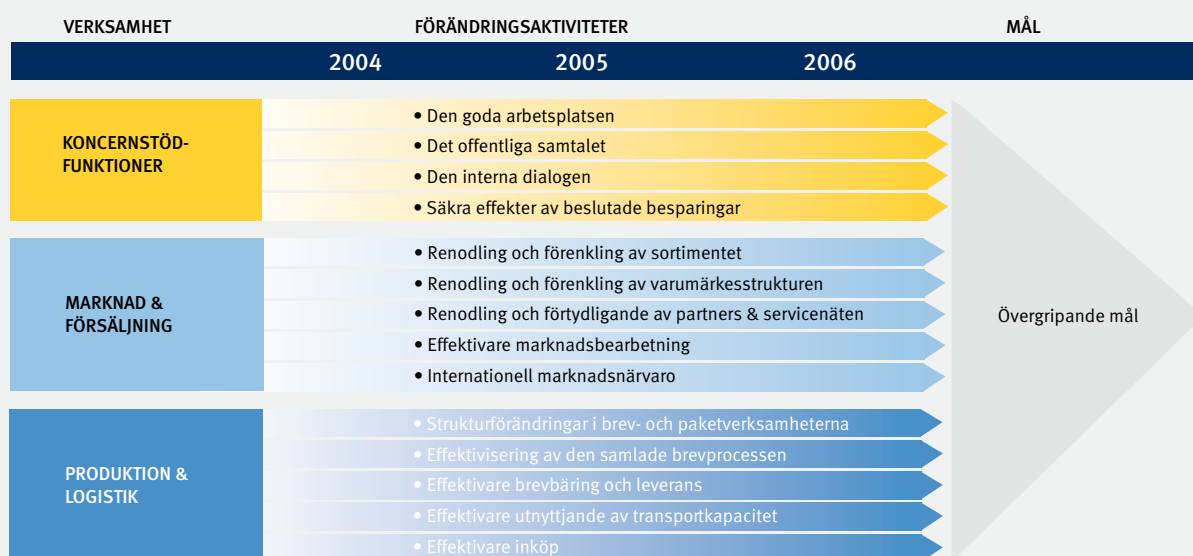 VERKSAMHET FÖRÄNDRINGSAKTIVITETER MÅL
2004 2005 2006
KONCERNSTÖD-
FUNKTIONER
• Den goda arbetsplatsen
• Det offentliga samtalet
• Den interna dialogen
• Säkra effekter av beslutade besparingar
MARKNAD &
FÖRSÄLJNING
• Renodling och förenkling av sortimentet
• Renodling och förenkling av varumärkesstrukturen
• Renodling och förtydligande av partners & servicenäten
• Effektivare marknadsbearbetning
• Internationell marknadsnärvaro
Övergripande mål
PRODUKTION &
LOGISTIK
• Strukturförändringar i brev- och paketverksamheterna
• Effektivisering av den samlade brevprocessen
• Effektivare brevbäring och leverans
• Effektivare utnyttjande av transportkapacitet
• Effektivare inköp